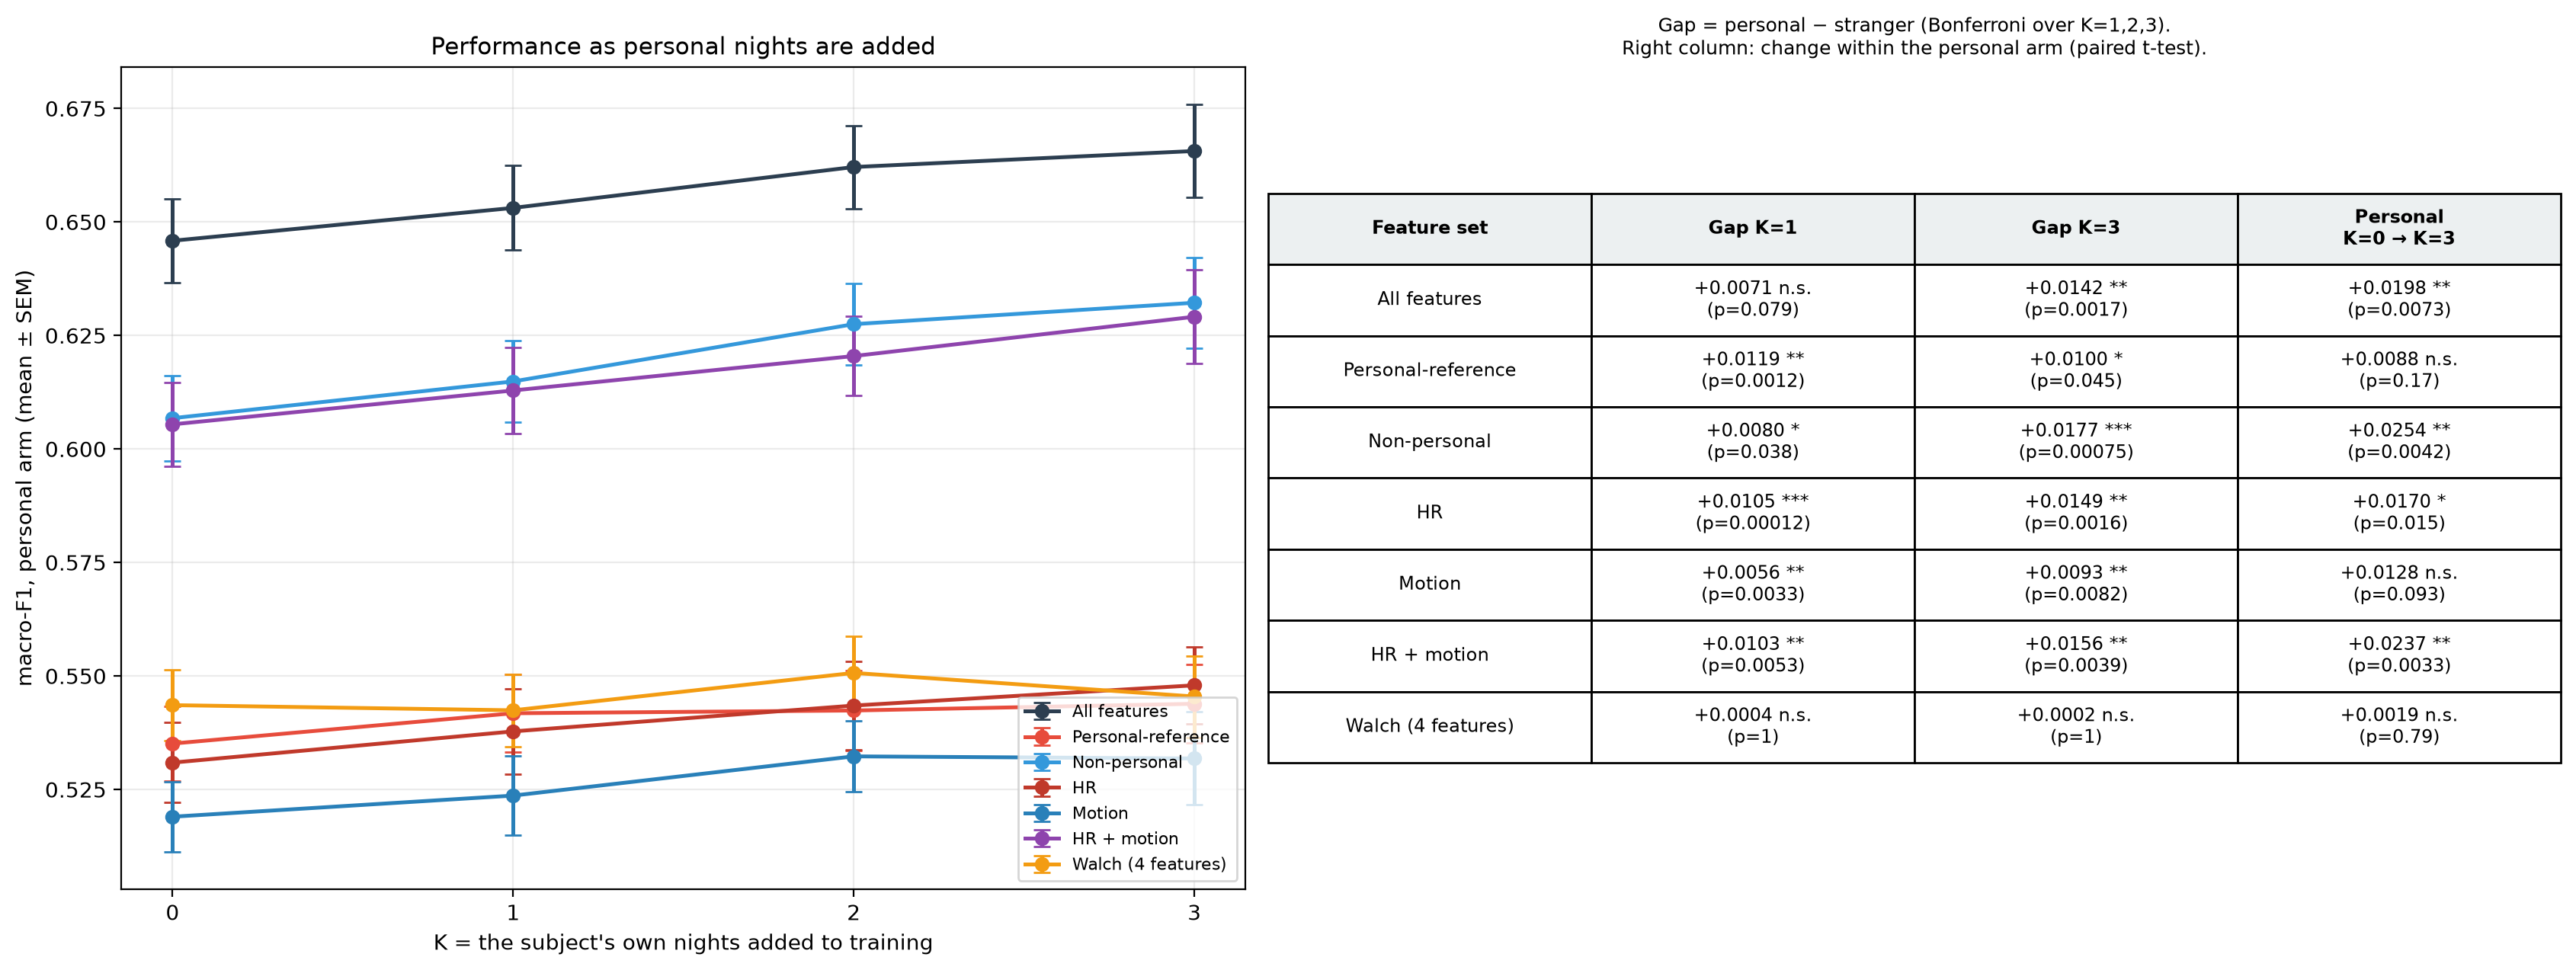 Performance as personal nights are added
macro-F1, personal arm (mean ± SEM)
0.675
0.650
0.625
0.600
0.575
0.550
0.525
0
1
2
3
K = the subject's own nights added to training
All features
Personal-reference
Non-personal
HR
Motion
HR + motion
Walch (4 features)
Gap = personal − stranger (Bonferroni over K=1,2,3).
Right column: change within the personal arm (paired t-test).
Feature set
Gap K=1
Gap K=3
Personal
K=0 → K=3
All features
+0.0071 n.s.
(p=0.079)
+0.0142 **
(p=0.0017)
+0.0198 **
(p=0.0073)
Personal-reference
+0.0119 **
(p=0.0012)
+0.0100 *
(p=0.045)
+0.0088 n.s.
(p=0.17)
Non-personal
+0.0080 *
(p=0.038)
+0.0177 ***
(p=0.00075)
+0.0254 **
(p=0.0042)
HR
+0.0105 ***
(p=0.00012)
+0.0149 **
(p=0.0016)
+0.0170 *
(p=0.015)
Motion
+0.0056 **
(p=0.0033)
+0.0093 **
(p=0.0082)
+0.0128 n.s.
(p=0.093)
HR + motion
+0.0103 **
(p=0.0053)
+0.0156 **
(p=0.0039)
+0.0237 **
(p=0.0033)
Walch (4 features)
+0.0004 n.s.
(p=1)
+0.0002 n.s.
(p=1)
+0.0019 n.s.
(p=0.79)